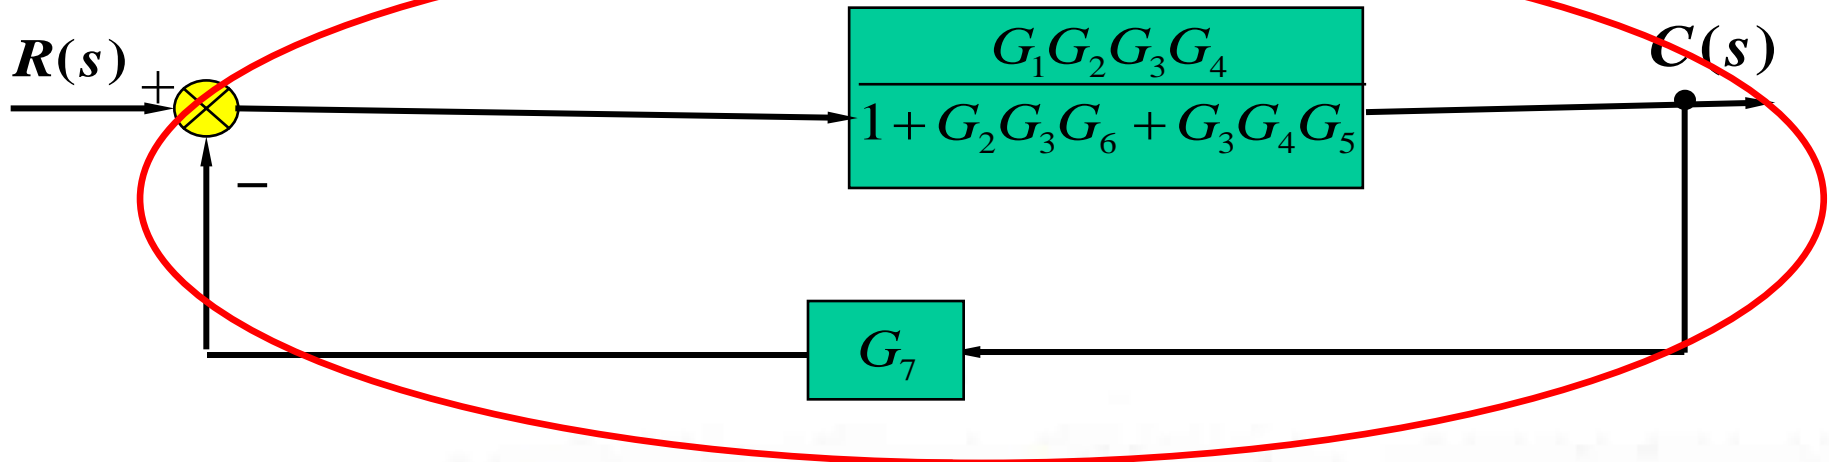 R(s)
+
G₁G₂G₃G₄
1 + G₂G₃G₆ + G₃G₄G₅
C(s)
−
G₇